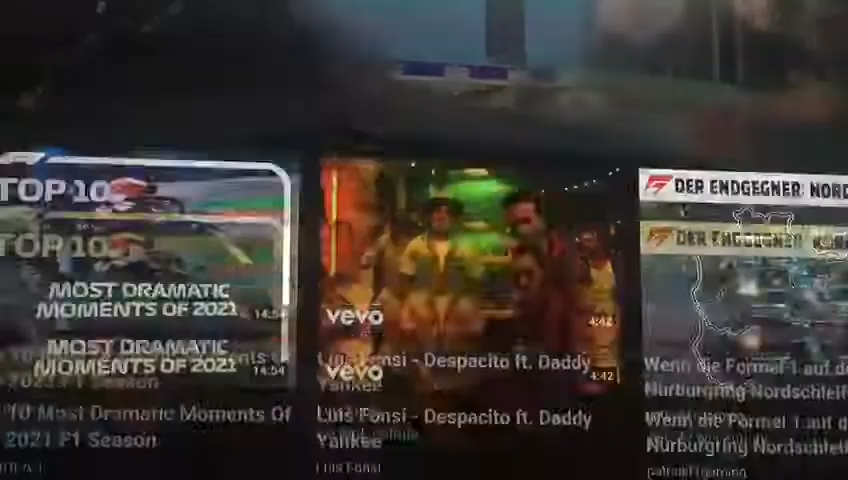 TOP 10
TOP 10
MOST DRAMATIC
MOMENTS OF 2021
14:54
MOST DRAMATIC
MOMENTS OF 2021
14:54
10 Most Dramatic Moments Of
2021 F1 Season
vevo
4:42
vevo
4:42
Luis Fonsi - Despacito ft. Daddy
Yankee
Luis Fonsi - Despacito ft. Daddy
Yankee
Luis Fonsi
DER ENDGEGNER: NORD
DER ENDGEGNER: NORD
Wenn die Formel 1 auf d
Nürburgring Nordschleif
Wenn die Formel 1 auf d
Nürburgring Nordschleif